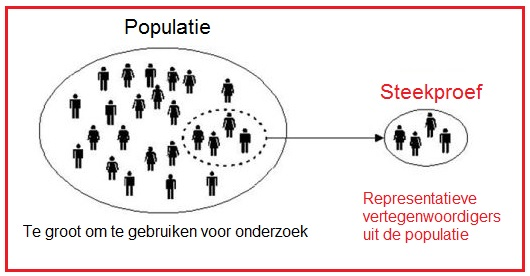 Populatie
Steekproef
Te groot om te gebruiken voor onderzoek
Representatieve
vertegenwoordigers
uit de populatie